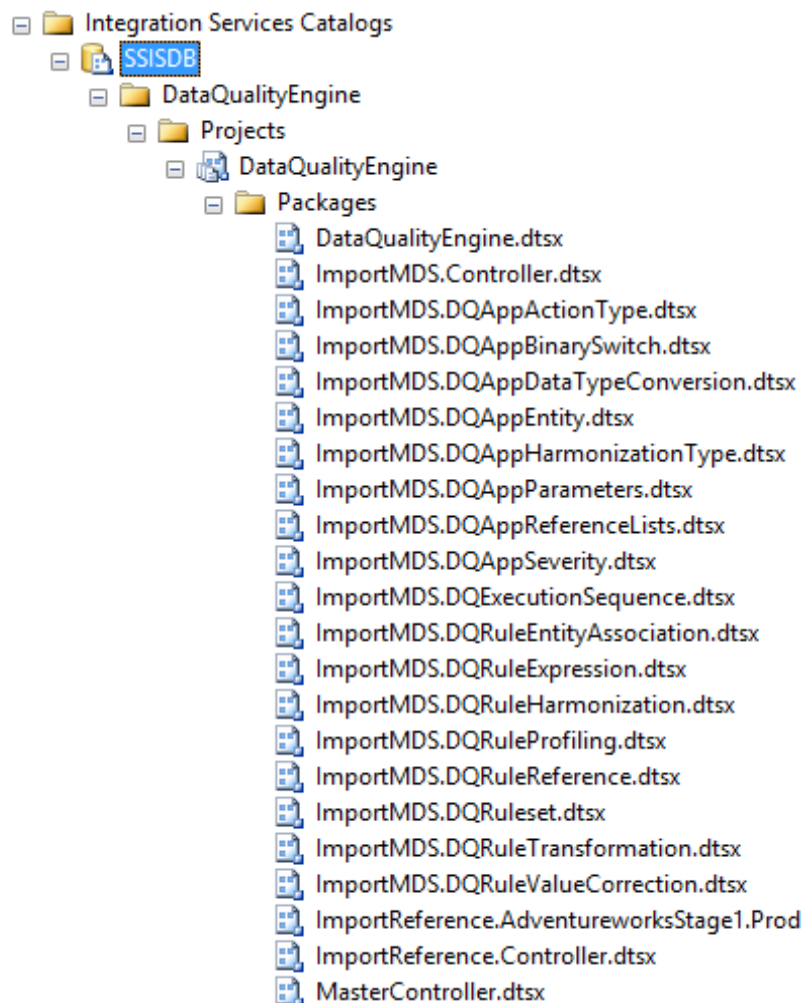 Integration Services Catalogs
SSISDB
DataQualityEngine
Projects
DataQualityEngine
Packages
DataQualityEngine.dtsx
ImportMDS.Controller.dtsx
ImportMDS.DQAppActionType.dtsx
ImportMDS.DQAppBinarySwitch.dtsx
ImportMDS.DQAppDataTypeConversion.dtsx
ImportMDS.DQAppEntity.dtsx
ImportMDS.DQAppHarmonizationType.dtsx
ImportMDS.DQAppParameters.dtsx
ImportMDS.DQAppReferenceLists.dtsx
ImportMDS.DQAppSeverity.dtsx
ImportMDS.DQExecutionSequence.dtsx
ImportMDS.DQRuleEntityAssociation.dtsx
ImportMDS.DQRuleExpression.dtsx
ImportMDS.DQRuleHarmonization.dtsx
ImportMDS.DQRuleProfiling.dtsx
ImportMDS.DQRuleReference.dtsx
ImportMDS.DQRuleset.dtsx
ImportMDS.DQRuleTransformation.dtsx
ImportMDS.DQRuleValueCorrection.dtsx
ImportReference.AdventureworksStage1.Prod
ImportReference.Controller.dtsx
MasterController.dtsx